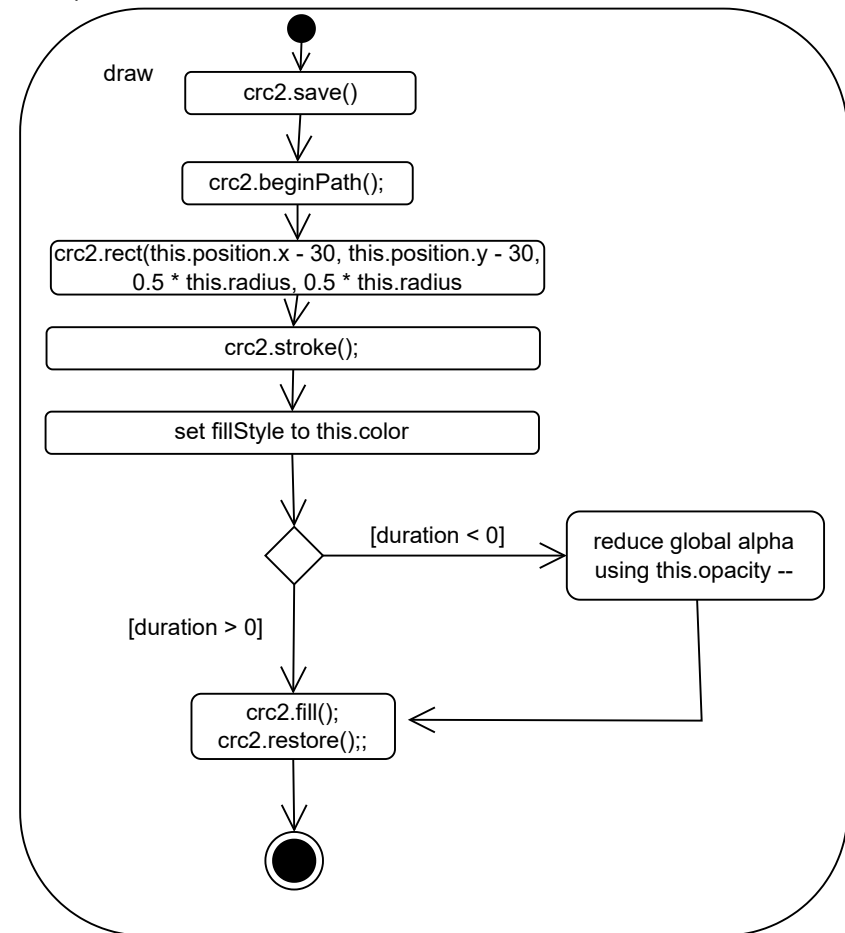 draw
crc2.save()
crc2.beginPath();
crc2.rect(this.position.x - 30, this.position.y - 30,
0.5 * this.radius, 0.5 * this.radius
crc2.stroke();
set fillStyle to this.color
[duration < 0]
reduce global alpha
using this.opacity --
[duration > 0]
crc2.fill();
crc2.restore();;